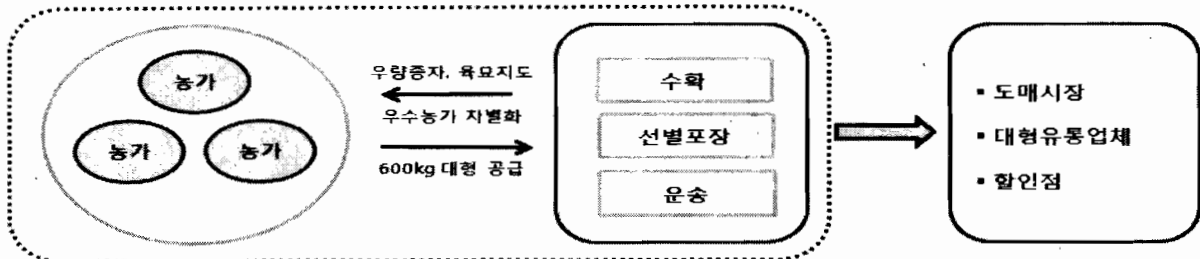 농가
농가
농가
우량종자, 육묘지도
우수농가 차별화
600kg 대형 공급
수확
선별포장
운송
▪ 도매시장
▪ 대형유통업체
▪ 할인점